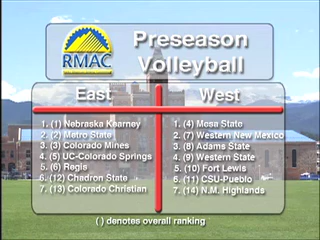 RMAC
Preseason
Volleyball
East
1. (1) Nebraska Kearney
2. (2) Metro State
3. (3) Colorado Mines
4. (5) UC-Colorado Springs
5. (6) Regis
6. (12) Chadron State
7. (13) Colorado Christian
West
1. (4) Mesa State
2. (7) Western New Mexico
3. (8) Adams State
4. (9) Western State
5. (10) Fort Lewis
6. (11) CSU-Pueblo
7. (14) N.M. Highlands
( ) denotes overall ranking